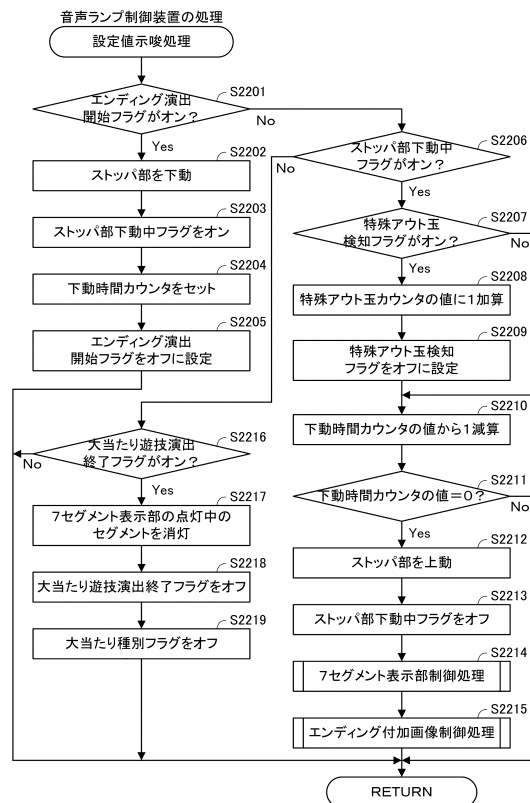 音声ランプ制御装置の処理
設定値示唆処理
S2201
エンディング演出
開始フラグがオン?
No
Yes
S2202
ストッパ部を下動
S2203
ストッパ部下動中フラグをオン
S2204
下動時間カウンタをセット
S2205
エンディング演出
開始フラグをオフに設定
S2206
ストッパ部下動中
フラグがオン?
No
Yes
S2207
特殊アウト玉
検知フラグがオン?
No
Yes
S2208
特殊アウト玉カウンタの値に1加算
S2209
特殊アウト玉検知
フラグをオフに設定
S2210
下動時間カウンタの値から1減算
S2211
下動時間カウンタの値=0?
No
Yes
S2212
ストッパ部を上動
S2213
ストッパ部下動中フラグをオフ
S2214
7セグメント表示部制御処理
S2215
エンディング付加画像制御処理
S2216
大当たり遊技演出
終了フラグがオン?
No
Yes
S2217
7セグメント表示部の点灯中の
セグメントを消灯
S2218
大当たり遊技演出終了フラグをオフ
S2219
大当たり種別フラグをオフ
RETURN